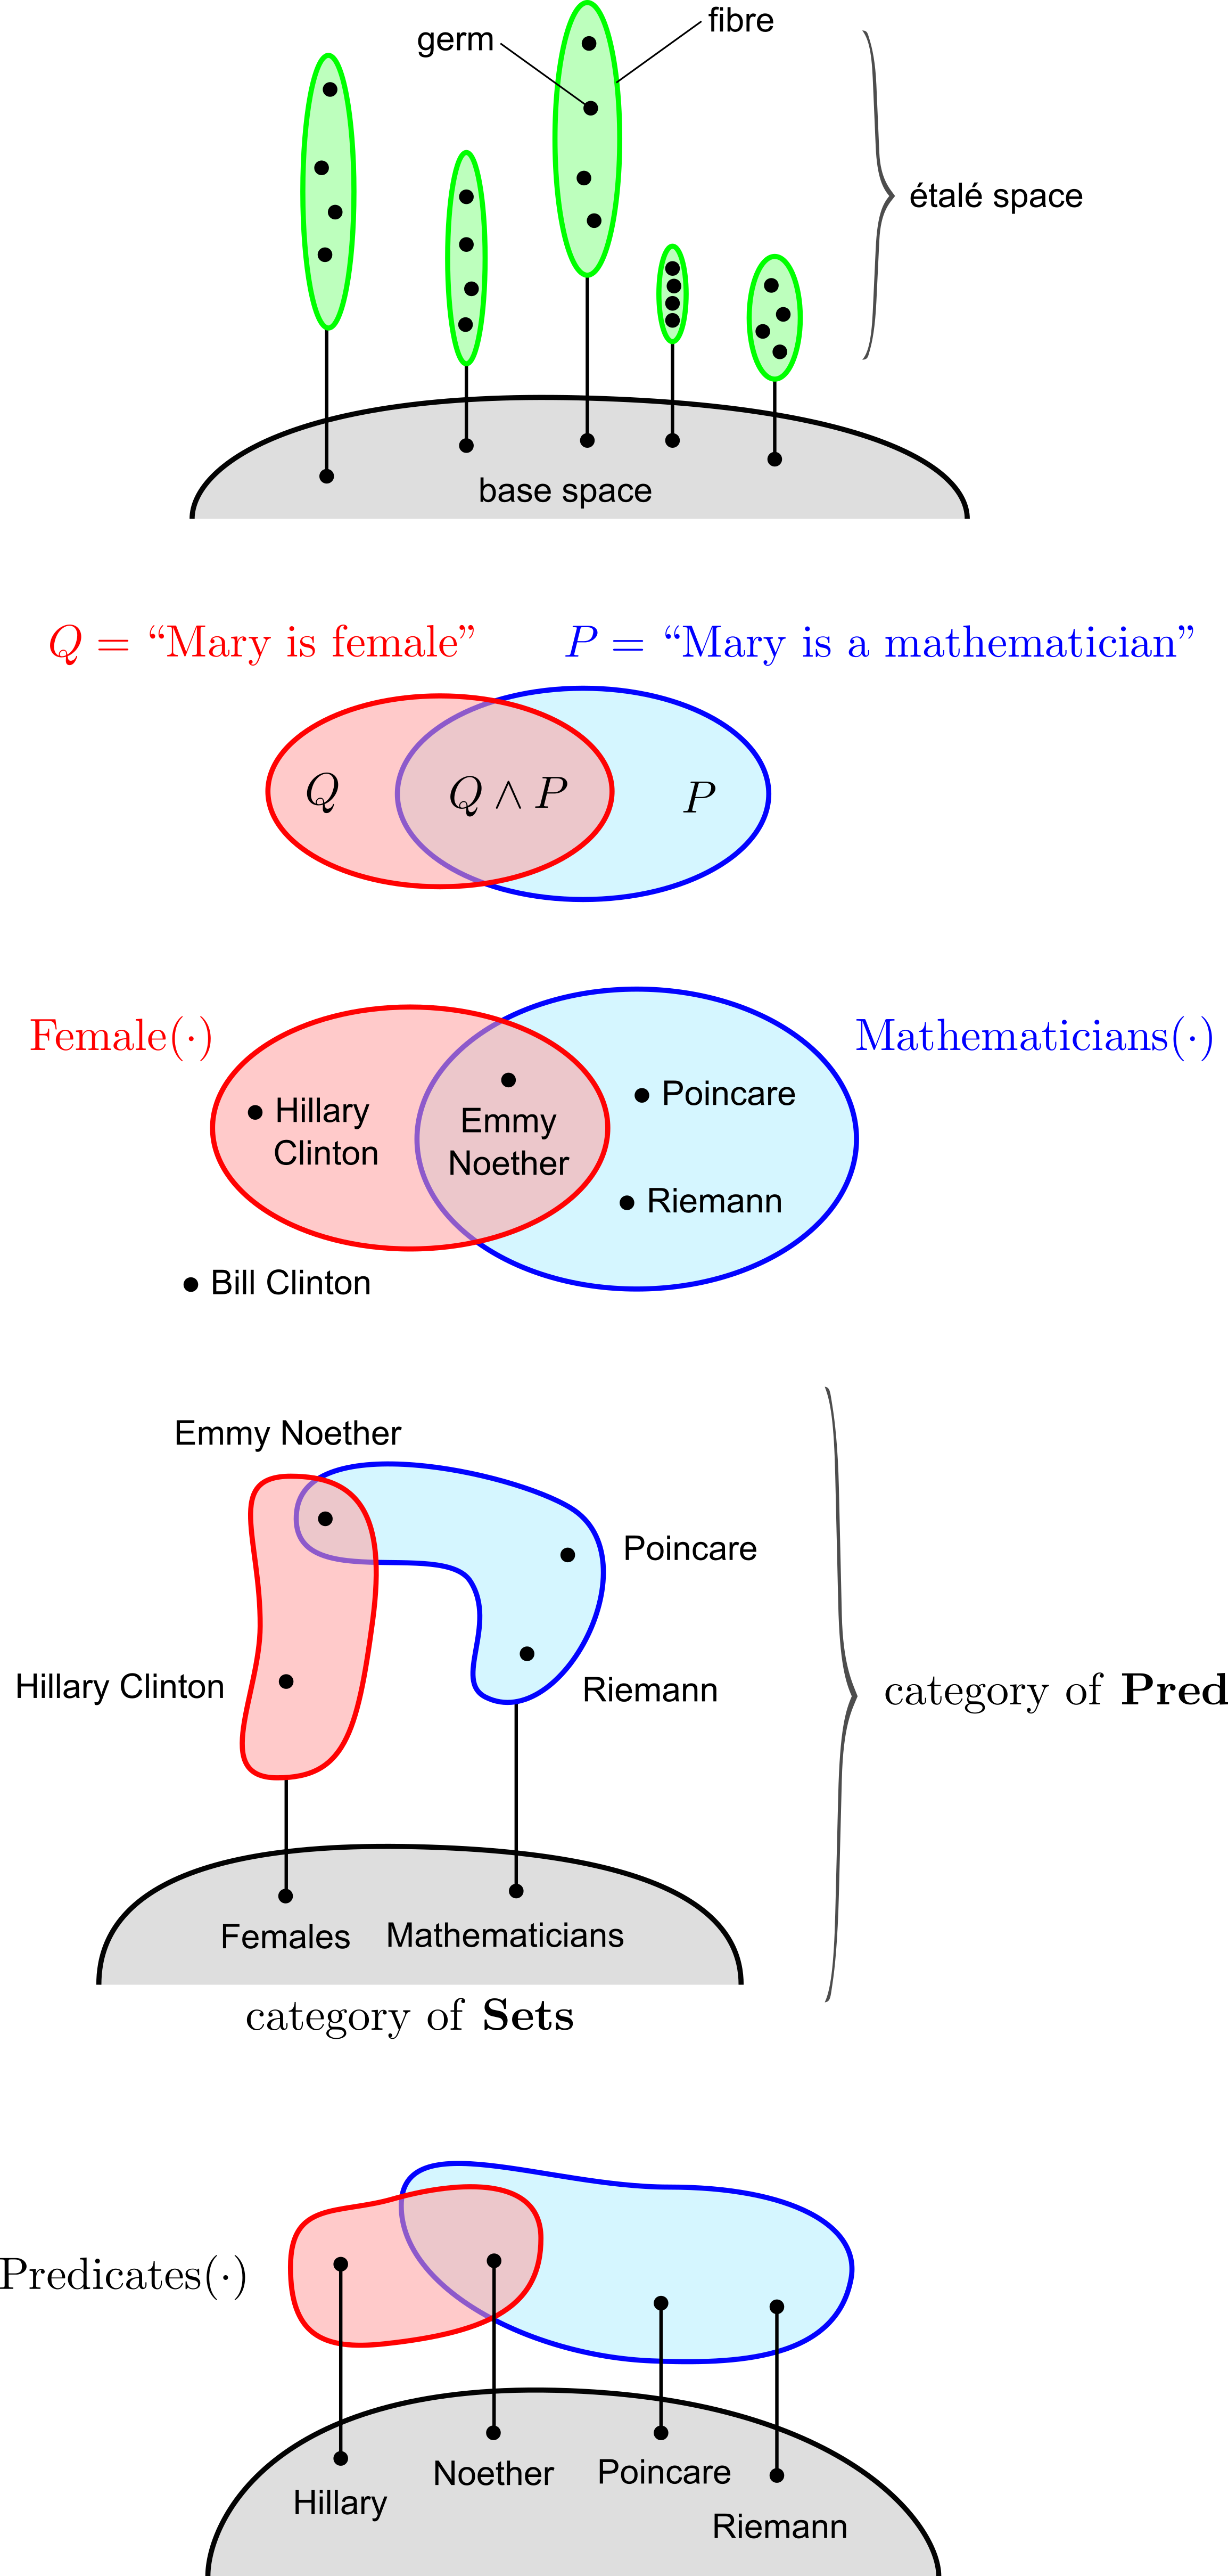 germ
fibre
étalé space
base space
Q = “Mary is female”
P = “Mary is a mathematician”
Q
Q ∧ P
P
Female(·)
Mathematicians(·)
Hillary
Clinton
Emmy
Noether
Poincare
Riemann
Bill Clinton
Emmy Noether
Poincare
Hillary Clinton
Riemann
category of Pred
Females
Mathematicians
category of Sets
Predicates(·)
Hillary
Noether
Poincare
Riemann